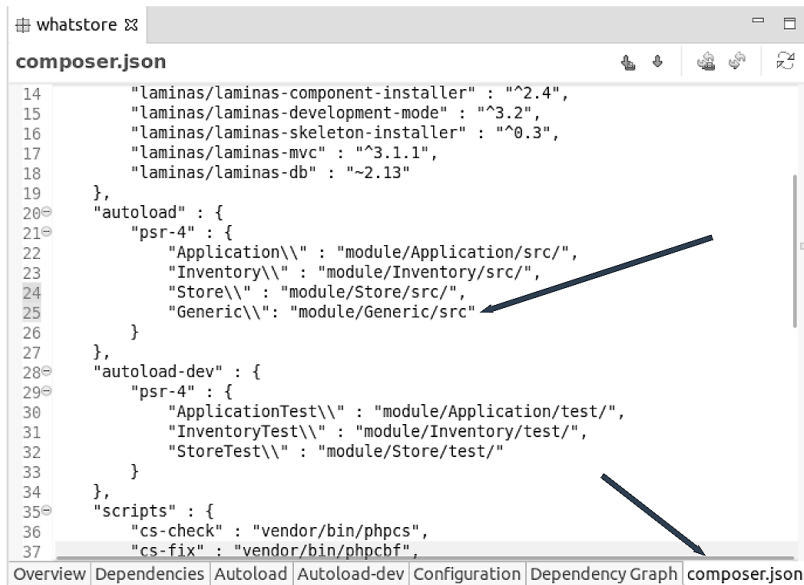 whatstore
composer.json
14 "laminas/laminas-component-installer" : "^2.4",
15 "laminas/laminas-development-mode" : "^3.2",
16 "laminas/laminas-skeleton-installer" : "^0.3",
17 "laminas/laminas-mvc" : "^3.1.1",
18 "laminas/laminas-db" : "~2.13"
19 },
20 "autoload" : {
21 "psr-4" : {
22 "Application\\" : "module/Application/src/",
23 "Inventory\\" : "module/Inventory/src/",
24 "Store\\" : "module/Store/src/",
25 "Generic\\": "module/Generic/src"
26 }
27 },
28 "autoload-dev" : {
29 "psr-4" : {
30 "ApplicationTest\\" : "module/Application/test/",
31 "InventoryTest\\" : "module/Inventory/test/",
32 "StoreTest\\" : "module/Store/test/"
33 }
34 },
35 "scripts" : {
36 "cs-check" : "vendor/bin/phpcs",
37 "cs-fix" : "vendor/bin/phpcbf",
Overview Dependencies Autoload Autoload-dev Configuration Dependency Graph composer.json